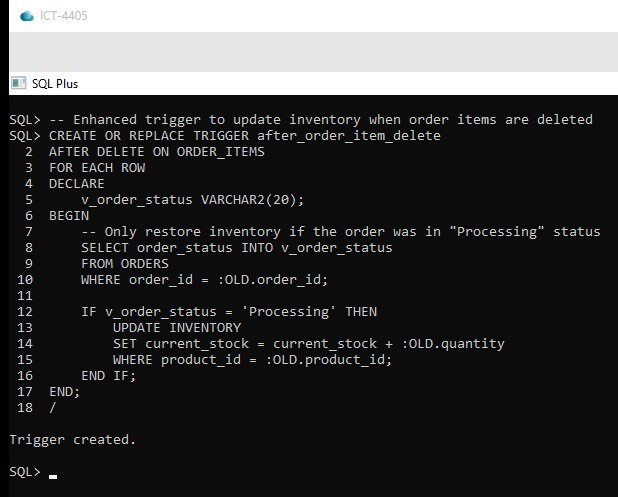 ICT-4405
SQL Plus
SQL> -- Enhanced trigger to update inventory when order items are deleted
SQL> CREATE OR REPLACE TRIGGER after_order_item_delete
  2  AFTER DELETE ON ORDER_ITEMS
  3  FOR EACH ROW
  4  DECLARE
  5      v_order_status VARCHAR2(20);
  6  BEGIN
  7      -- Only restore inventory if the order was in "Processing" status
  8      SELECT order_status INTO v_order_status
  9      FROM ORDERS
 10      WHERE order_id = :OLD.order_id;
 11
 12      IF v_order_status = 'Processing' THEN
 13          UPDATE INVENTORY
 14          SET current_stock = current_stock + :OLD.quantity
 15          WHERE product_id = :OLD.product_id;
 16      END IF;
 17  END;
 18  /
Trigger created.
SQL> _